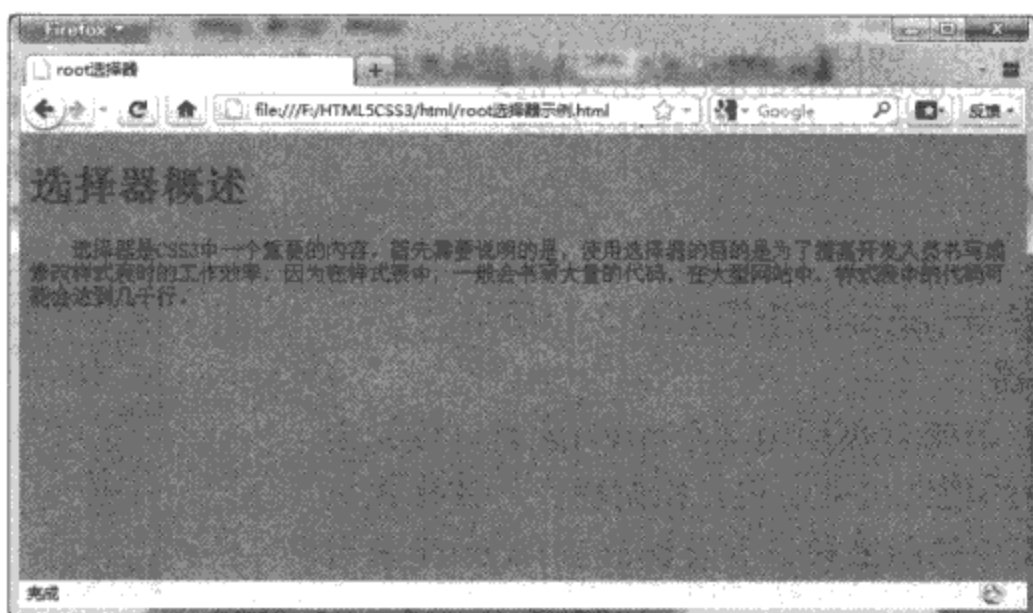 Firefox
root选择器
+
file:///F:/HTML5CSS3/html/root选择器示例.html
Google
反馈
选择器概述
选择器是CSS3中一个重要的内容。首先需要说明的是，使用选择器的目的是为了提高开发人员书写或
修改样式表时的工作效率。因为在样式表中，一般会书写大量的代码，在大型网站中，样式表中的代码可
能会达到几千行。
完成